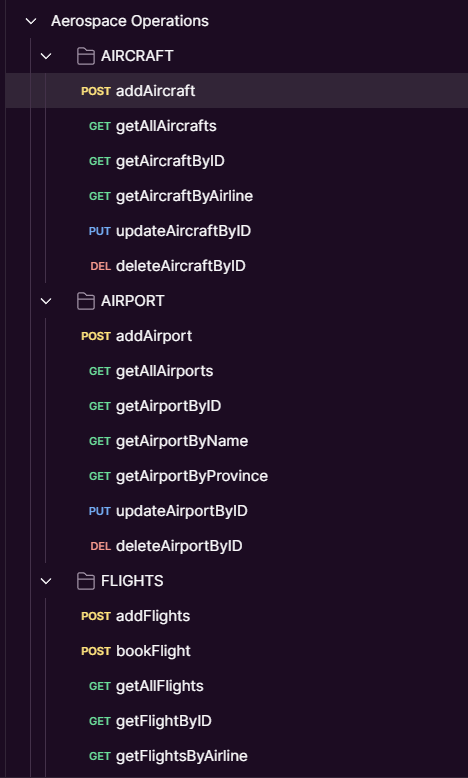 Aerospace Operations
AIRCRAFT
POST addAircraft
GET getAllAircrafts
GET getAircraftByID
GET getAircraftByAirline
PUT updateAircraftByID
DEL deleteAircraftByID
AIRPORT
POST addAirport
GET getAllAirports
GET getAirportByID
GET getAirportByName
GET getAirportByProvince
PUT updateAirportByID
DEL deleteAirportByID
FLIGHTS
POST addFlights
POST bookFlight
GET getAllFlights
GET getFlightByID
GET getFlightsByAirline